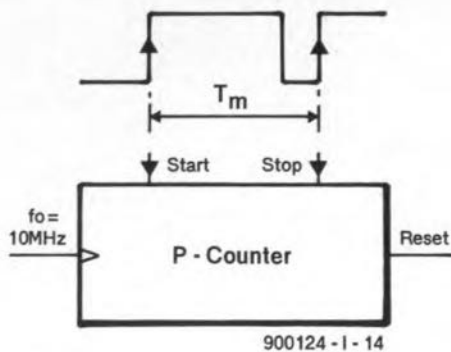 Tm
Start Stop
fo =
10MHz
P - Counter
Reset
900124 - I - 14